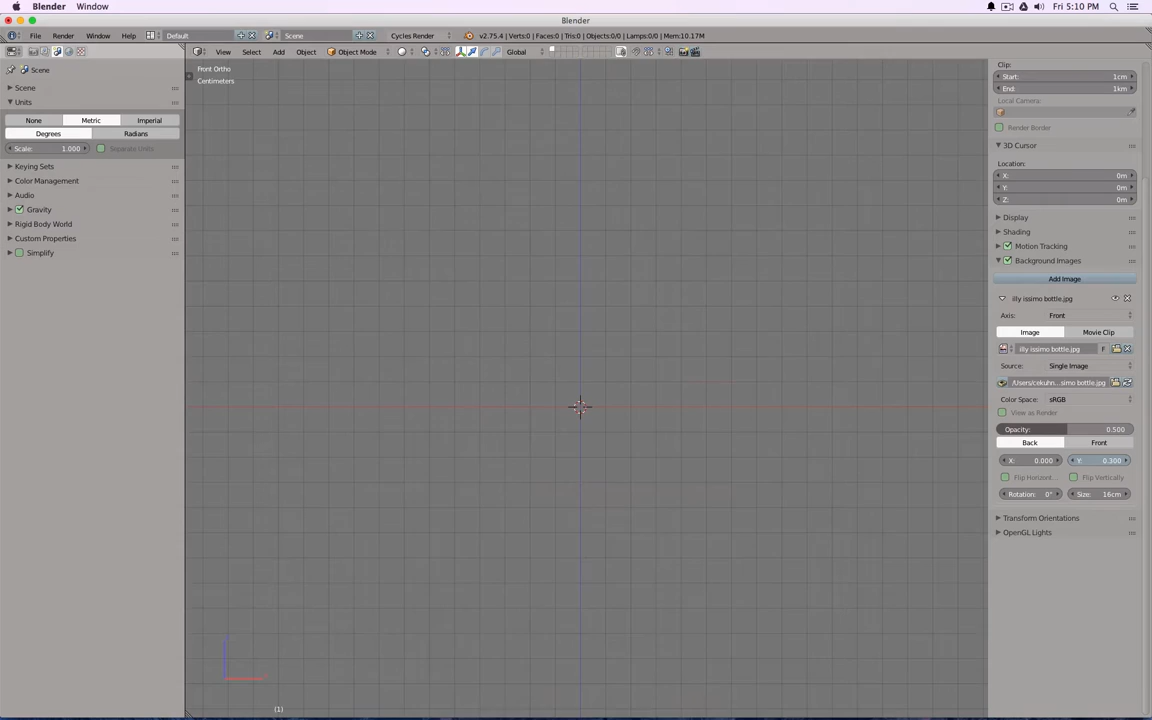 Blender Window Fri 5:10 PM
Blender
File Render Window Help Default Scene Cycles Render v2.75.4 | Verts:0 | Faces:0 | Tris:0 | Objects:0/0 | Lamps:0/0 | Mem:10.17M
View Select Add Object Object Mode Global
Scene
Scene
Units
None Metric Imperial
Degrees Radians
Scale: 1.000 Separate Units
Keying Sets
Color Management
Audio
Gravity
Rigid Body World
Custom Properties
Simplify
Front Ortho
Centimeters
(1)
Clip:
Start: 1cm
End: 1km
Local Camera:
Render Border
3D Cursor
Location:
X: 0m
Y: 0m
Z: 0m
Display
Shading
Motion Tracking
Background Images
Add Image
illy issimo bottle.jpg
Axis: Front
Image Movie Clip
illy issimo bottle.jpg F
Source: Single Image
/Users/cekuhn...simo bottle.jpg
Color Space: sRGB
View as Render
Opacity: 0.500
Back Front
X: 0.000 Y: 0.300
Flip Horizont... Flip Vertically
Rotation: 0° Size: 16cm
Transform Orientations
OpenGL Lights